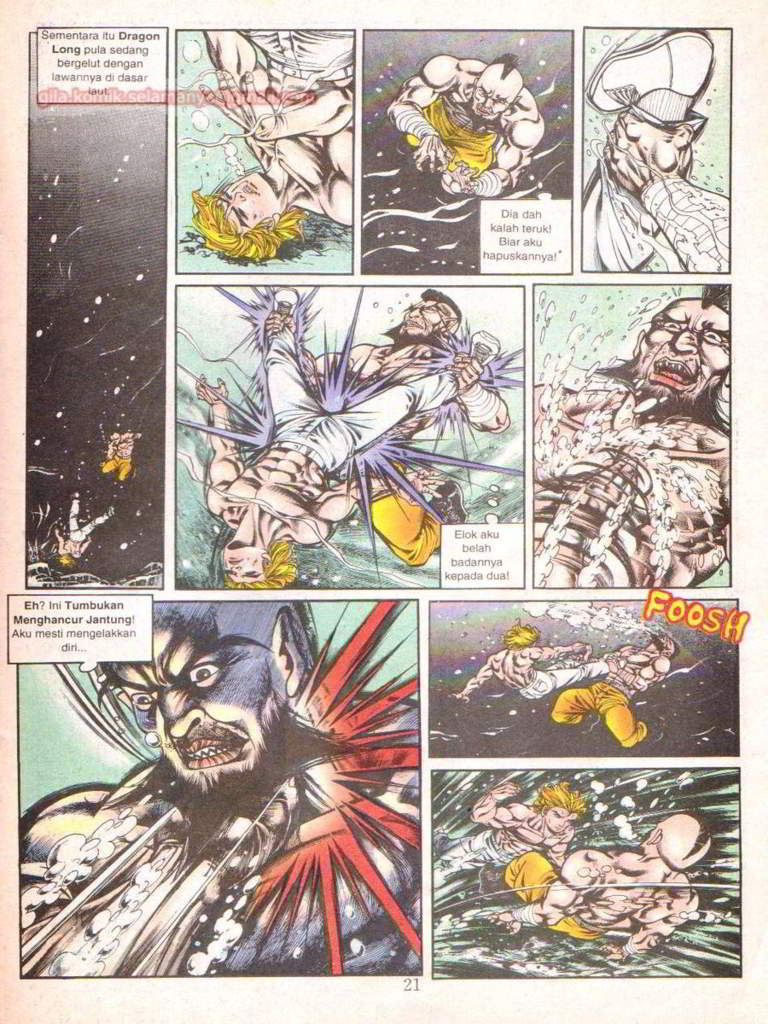 Sementara itu Dragon
Long pula sedang
bergelut dengan
lawannya di dasar
laut.
Dia dah
kalah teruk!
Biar aku
hapuskannya!"
Elok aku
belah
badannya
kepada dua!
Eh? Ini Tumbukan
Menghancur Jantung!
Aku mesti mengelakkan
diri...
FOOSH
21